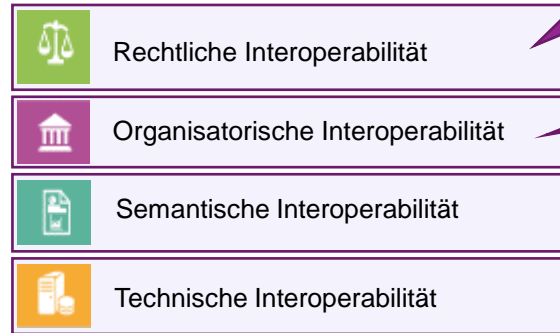 Rechtliche Interoperabilität
Organisatorische Interoperabilität
Semantische Interoperabilität
Technische Interoperabilität